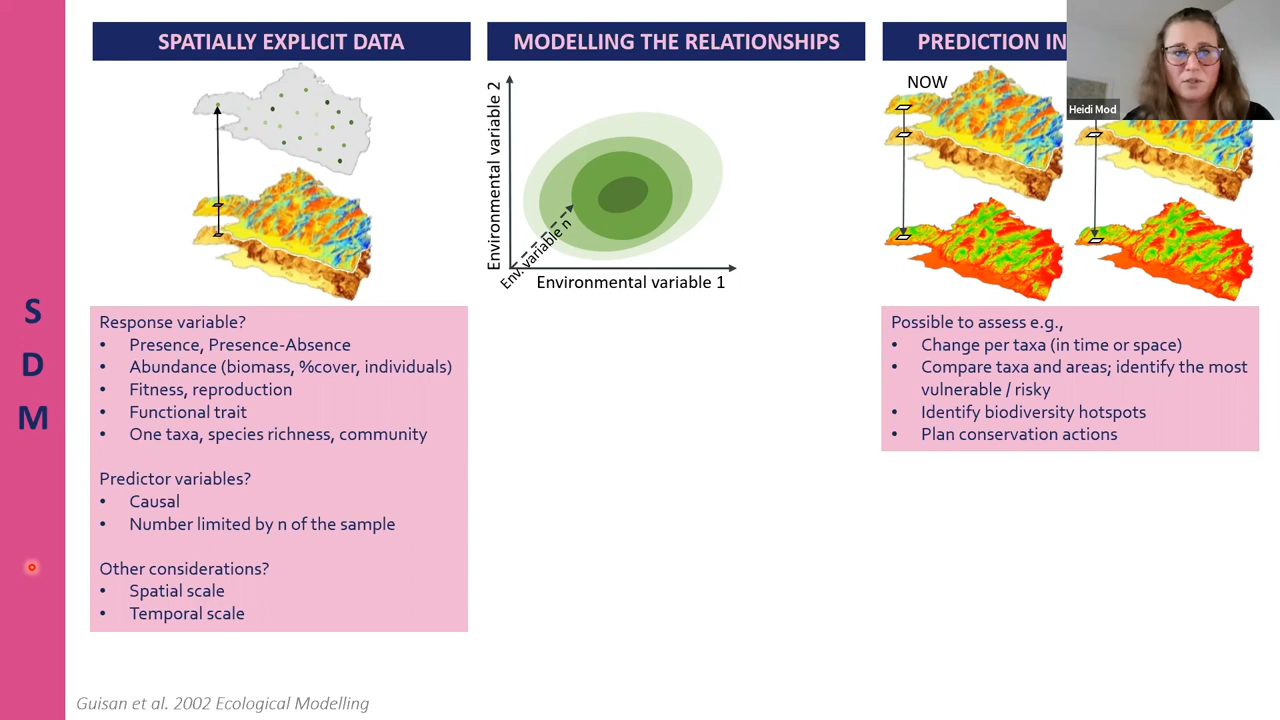 SPATIALLY EXPLICIT DATA
MODELLING THE RELATIONSHIPS
PREDICTION IN
NOW
Heidi Mod
Environmental variable 2
Env. variable n
Environmental variable 1
S
D
M
Response variable?
• Presence, Presence-Absence
• Abundance (biomass, %cover, individuals)
• Fitness, reproduction
• Functional trait
• One taxa, species richness, community
Predictor variables?
• Causal
• Number limited by n of the sample
Other considerations?
• Spatial scale
• Temporal scale
Possible to assess e.g.,
• Change per taxa (in time or space)
• Compare taxa and areas; identify the most
vulnerable / risky
• Identify biodiversity hotspots
• Plan conservation actions
Guisan et al. 2002 Ecological Modelling